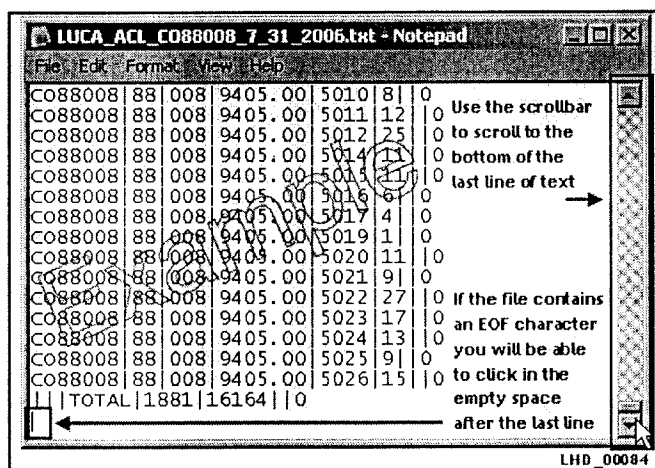 LUCA_ACL_CO88008_7_31_2006.txt - Notepad
File Edit Format View Help
CO88008|88|008|9405.00|5010|8||0
CO88008|88|008|9405.00|5011|12||0
CO88008|88|008|9405.00|5012|25||0
CO88008|88|008|9405.00|5014|11||0
CO88008|88|008|9405.00|5015|11||0
CO88008|88|008|9405.00|5016|6||0
CO88008|88|008|9405.00|5017|4||0
CO88008|88|008|9405.00|5019|1||0
CO88008|88|008|9405.00|5020|11||0
CO88008|88|008|9405.00|5021|9||0
CO88008|88|008|9405.00|5022|27||0
CO88008|88|008|9405.00|5023|17||0
CO88008|88|008|9405.00|5024|13||0
CO88008|88|008|9405.00|5025|9||0
CO88008|88|008|9405.00|5026|15||0
|||TOTAL|1881|16164||0
Example
Use the scrollbar
to scroll to the
bottom of the
last line of text
If the file contains
an EOF character
you will be able
to click in the
empty space
after the last line
LHD_00084